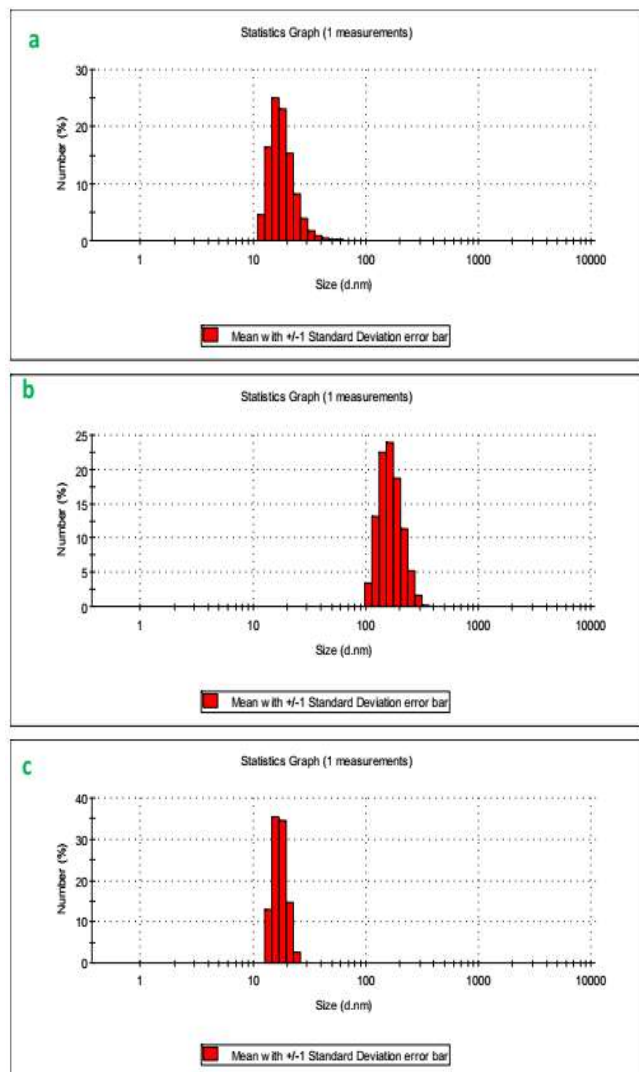 a
Statistics Graph (1 measurements)
Number (%)
30
20
10
0
1
10
100
1000
10000
Size (d.nm)
Mean with +/-1 Standard Deviation error bar
b
Statistics Graph (1 measurements)
Number (%)
25
20
15
10
5
0
1
10
100
1000
10000
Size (d.nm)
Mean with +/-1 Standard Deviation error bar
c
Statistics Graph (1 measurements)
Number (%)
40
30
20
10
0
1
10
100
1000
10000
Size (d.nm)
Mean with +/-1 Standard Deviation error bar